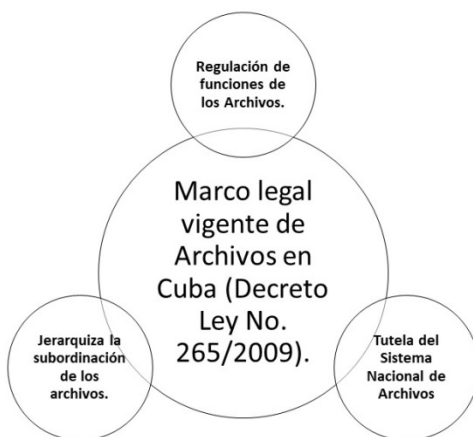 Regulación de
funciones de
los Archivos.
Marco legal
vigente de
Archivos en
Cuba (Decreto
Ley No.
265/2009).
Jerarquiza la
subordinación
de los
archivos.
Tutela del
Sistema
Nacional de
Archivos